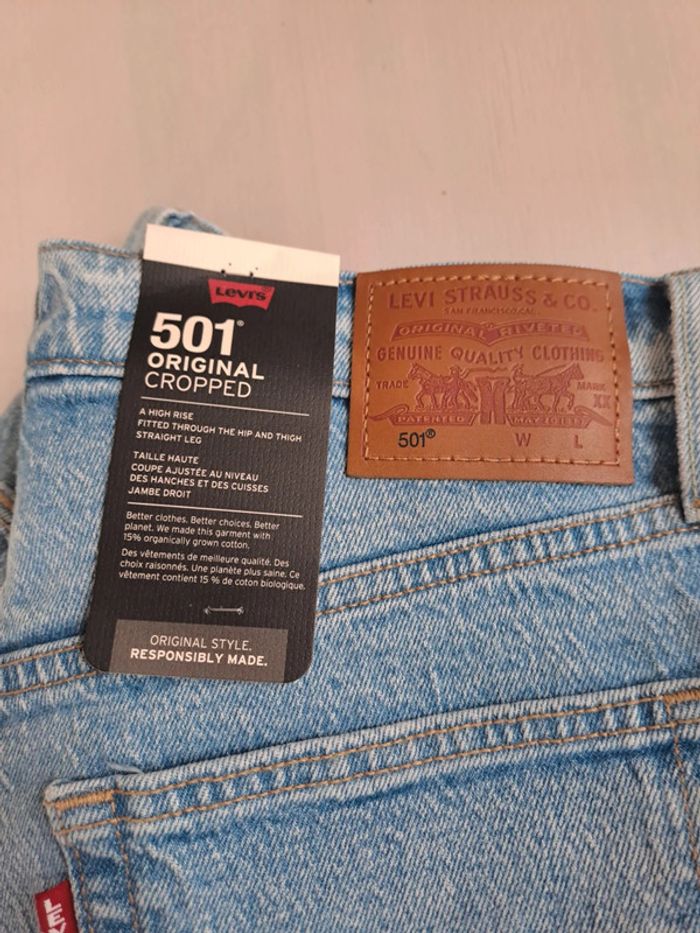 Levi's®
501®
ORIGINAL
CROPPED
A HIGH RISE
FITTED THROUGH THE HIP AND THIGH
STRAIGHT LEG
TAILLE HAUTE
COUPE AJUSTÉE AU NIVEAU
DES HANCHES ET DES CUISSES
JAMBE DROIT
Better clothes. Better choices. Better
planet. We made this garment with
15% organically grown cotton.
Des vêtements de meilleure qualité. Des
choix raisonnés. Une planète plus saine. Ce
vêtement contient 15 % de coton biologique.
ORIGINAL STYLE.
RESPONSIBLY MADE.
LEVI STRAUSS & CO.
SAN FRANCISCO, CAL.
ORIGINAL RIVETED
GENUINE QUALITY CLOTHING
TRADE MARK
XX
PATENTED MAY 20 1873
501® W L
LEV